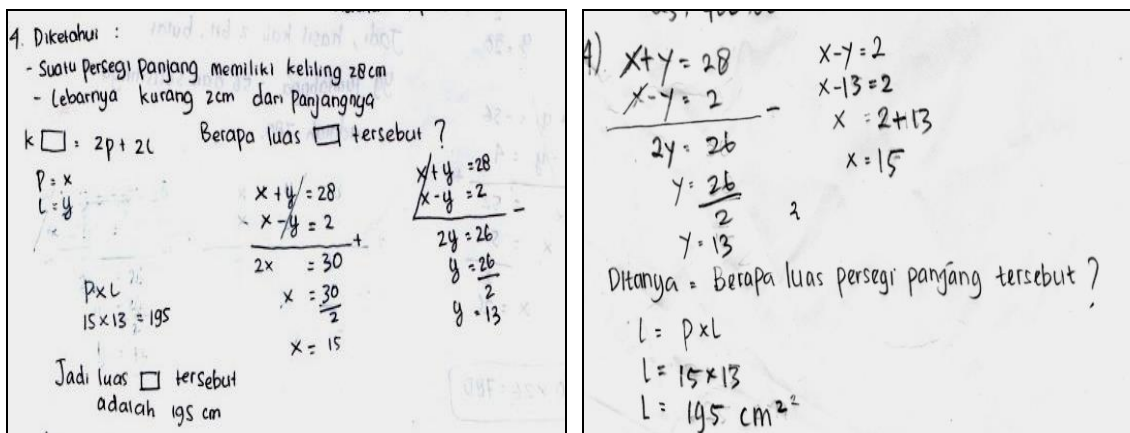 4. Diketahui :
- Suatu Persegi Panjang memiliki keliling 28cm
- Lebarnya kurang 2cm dari Panjangnya
K □ = 2p + 2l
Berapa luas □ tersebut ?
P = x
L = y
x + y = 28
x - y = 2 +
2x = 30
x = 30/2
x = 15
x + y = 28
x - y = 2 -
2y = 26
y = 26/2
y = 13
P x L
15 x 13 = 195
Jadi luas □ tersebut
adalah 195 cm
4) x + y = 28
x - y = 2 -
2y = 26
y = 26/2
y = 13
x - y = 2
x - 13 = 2
x = 2 + 13
x = 15
Ditanya = Berapa luas persegi panjang tersebut ?
L = P x L
L = 15 x 13
L = 195 cm²